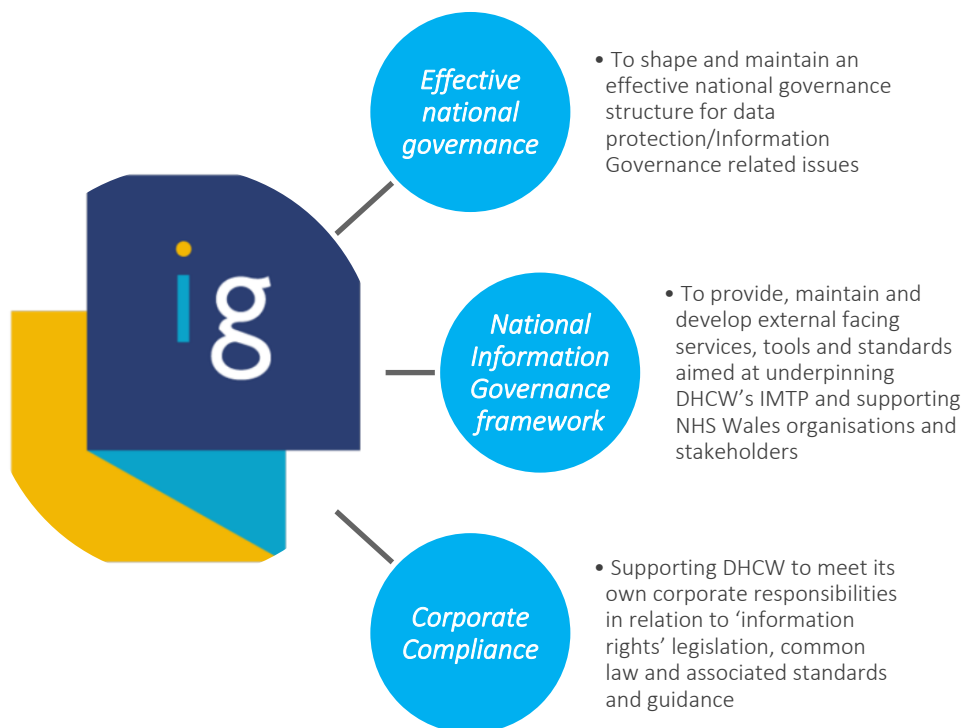 Effective
national
governance
• To shape and maintain an
effective national governance
structure for data
protection/Information
Governance related issues
ig
National
Information
Governance
framework
• To provide, maintain and
develop external facing
services, tools and standards
aimed at underpinning
DHCW’s IMTP and supporting
NHS Wales organisations and
stakeholders
Corporate
Compliance
• Supporting DHCW to meet its
own corporate responsibilities
in relation to ‘information
rights’ legislation, common
law and associated standards
and guidance